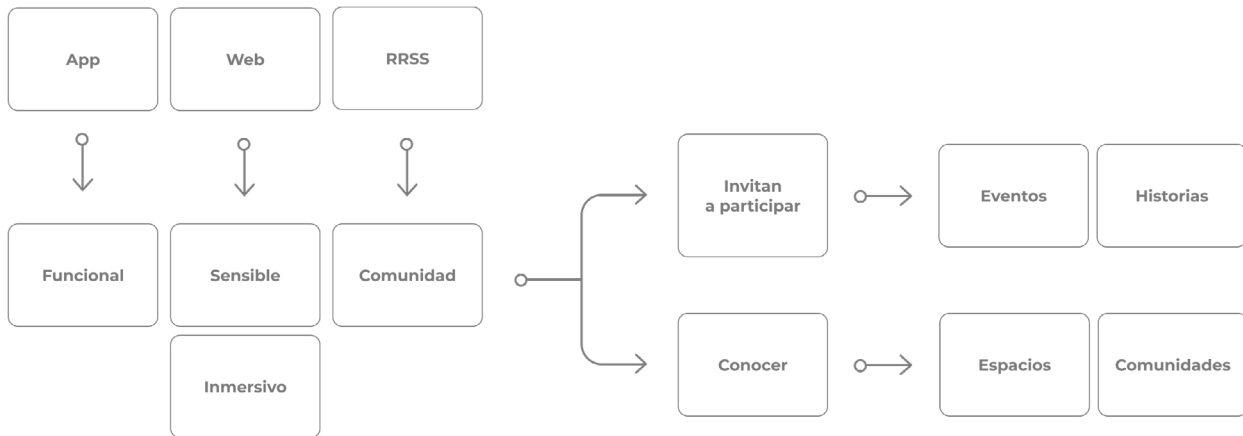 App
Web
RRSS
Funcional
Sensible
Comunidad
Inmersivo
Invitan
a participar
Eventos
Historias
Conocer
Espacios
Comunidades